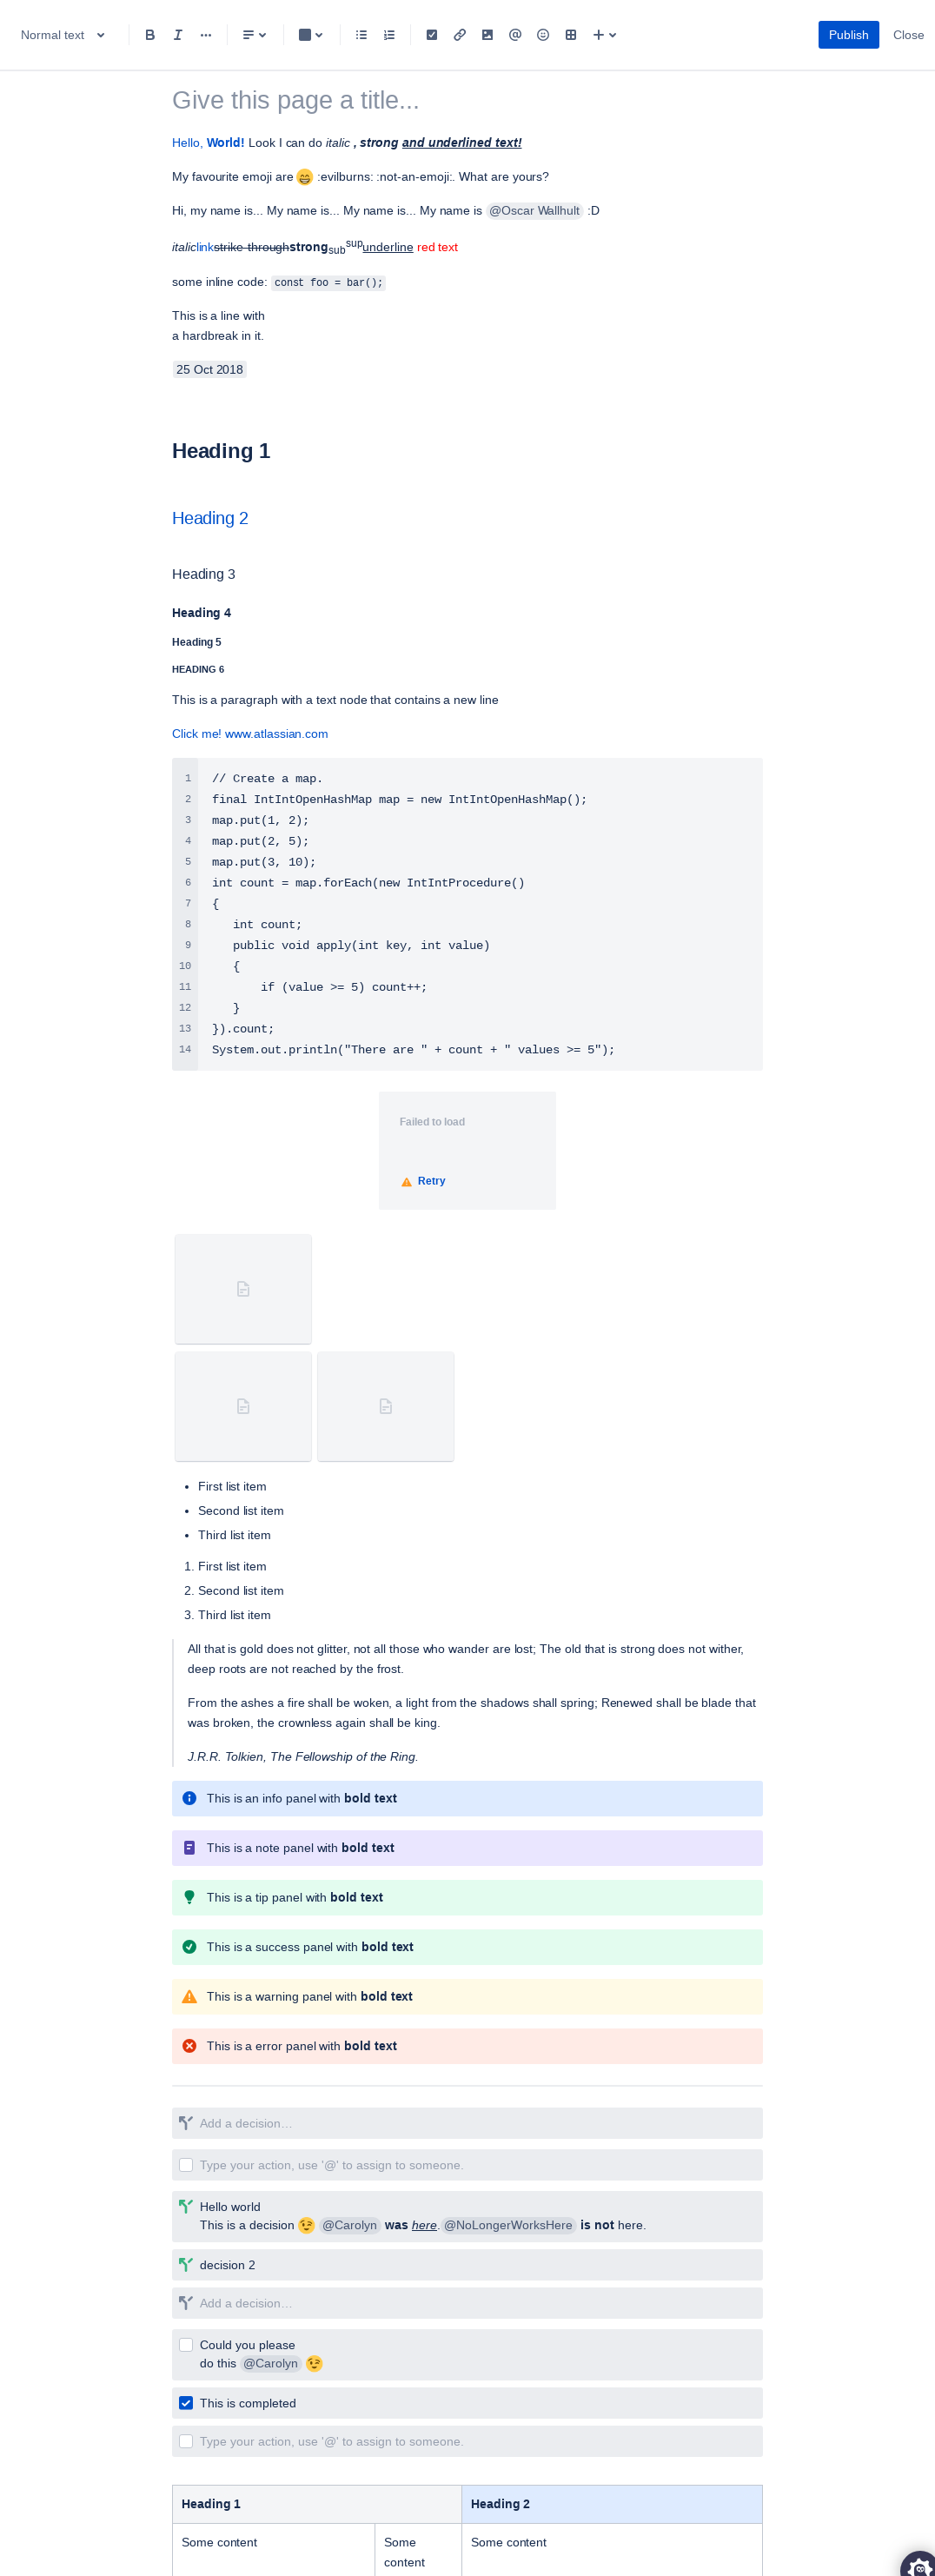 Normal text
Publish
Close
Give this page a title...
Hello, World! Look I can do italic , strong and underlined text!
My favourite emoji are :evilburns: :not-an-emoji:. What are yours?
Hi, my name is... My name is... My name is... My name is @Oscar Wallhult :D
italiclinkstrike-throughstrongsubsupunderline red text
some inline code: const foo = bar();
This is a line with
a hardbreak in it.
25 Oct 2018
Heading 1
Heading 2
Heading 3
Heading 4
Heading 5
HEADING 6
This is a paragraph with a text node that contains a new line
Click me! www.atlassian.com
1 // Create a map.
2 final IntIntOpenHashMap map = new IntIntOpenHashMap();
3 map.put(1, 2);
4 map.put(2, 5);
5 map.put(3, 10);
6 int count = map.forEach(new IntIntProcedure()
7 {
8    int count;
9    public void apply(int key, int value)
10    {
11        if (value >= 5) count++;
12    }
13 }).count;
14 System.out.println("There are " + count + " values >= 5");
Failed to load
Retry
• First list item
• Second list item
• Third list item
1. First list item
2. Second list item
3. Third list item
All that is gold does not glitter, not all those who wander are lost; The old that is strong does not wither,
deep roots are not reached by the frost.
From the ashes a fire shall be woken, a light from the shadows shall spring; Renewed shall be blade that
was broken, the crownless again shall be king.
J.R.R. Tolkien, The Fellowship of the Ring.
This is an info panel with bold text
This is a note panel with bold text
This is a tip panel with bold text
This is a success panel with bold text
This is a warning panel with bold text
This is a error panel with bold text
Add a decision…
Type your action, use '@' to assign to someone.
Hello world
This is a decision @Carolyn was here.@NoLongerWorksHere is not here.
decision 2
Add a decision…
Could you please
do this @Carolyn
This is completed
Type your action, use '@' to assign to someone.
Heading 1
Heading 2
Some content
Some
content
Some content